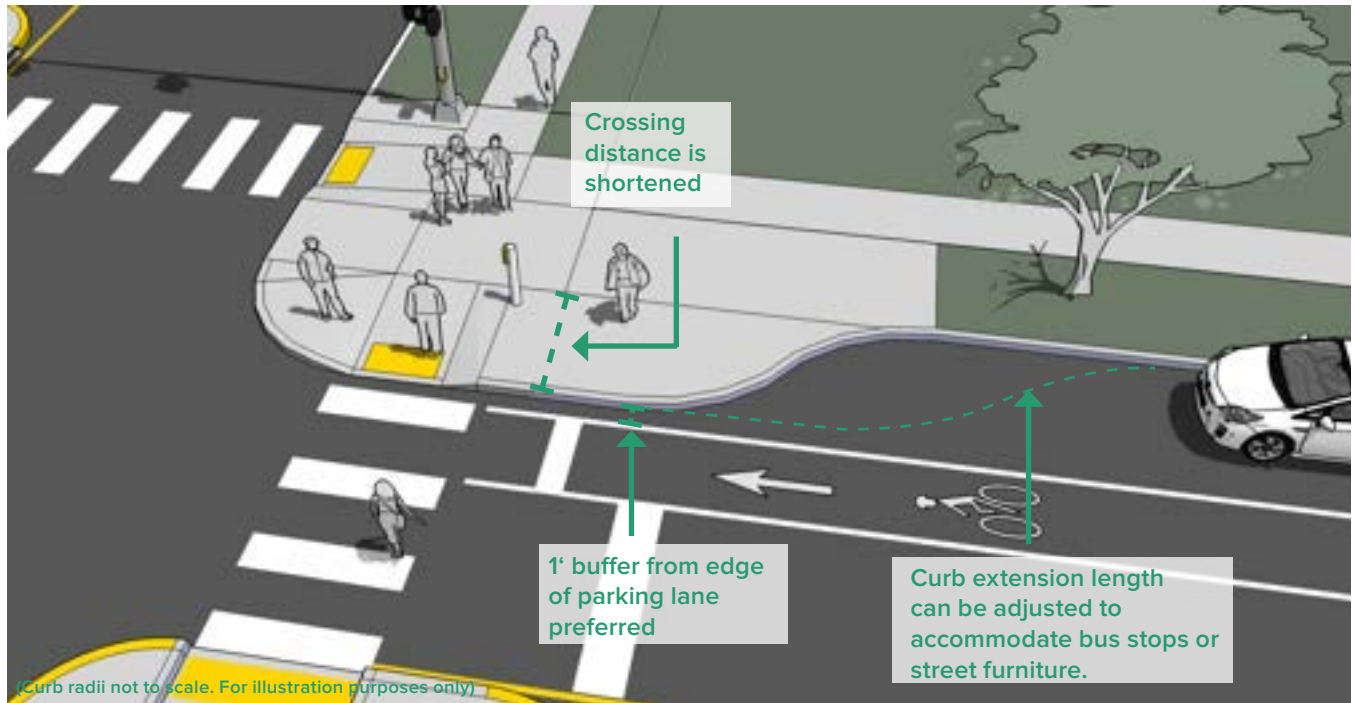 Crossing
distance is
shortened
1‘ buffer from edge
of parking lane
preferred
Curb extension length
can be adjusted to
accommodate bus stops or
street furniture.
(Curb radii not to scale. For illustration purposes only)